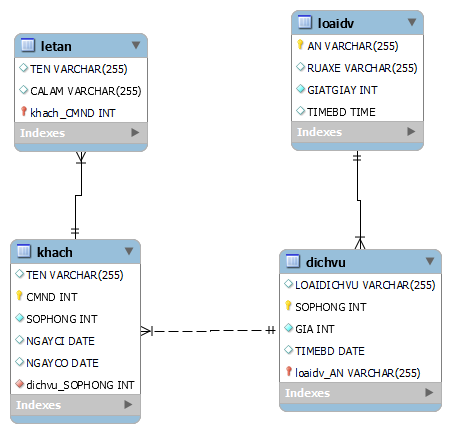 letan
TEN VARCHAR(255)
CALAM VARCHAR(255)
khach_CMND INT
Indexes
loaidv
AN VARCHAR(255)
RUAXE VARCHAR(255)
GIATGIAY INT
TIMEBD TIME
Indexes
khach
TEN VARCHAR(255)
CMND INT
SOPHONG INT
NGAYCI DATE
NGAYCO DATE
dichvu_SOPHONG INT
Indexes
dichvu
LOAIDICHVU VARCHAR(255)
SOPHONG INT
GIA INT
TIMEBD DATE
loaidv_AN VARCHAR(255)
Indexes